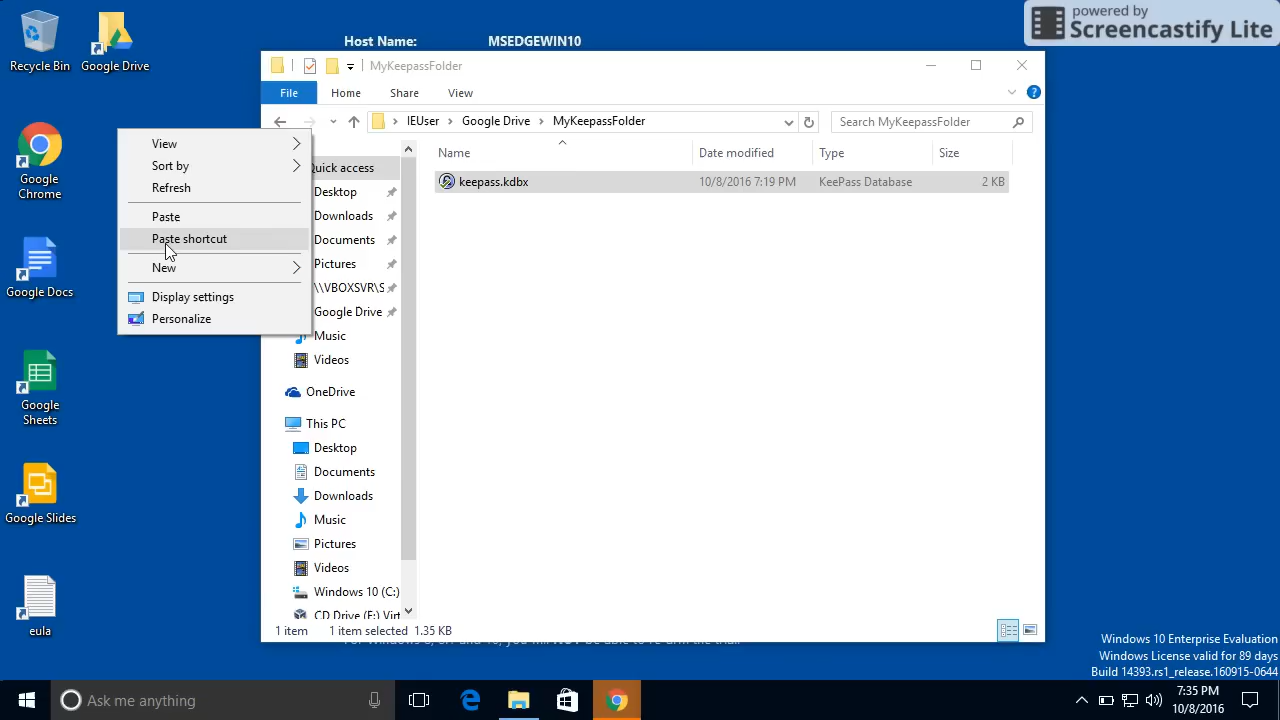 powered by
Screencastify Lite
Recycle Bin
Google Drive
Google
Chrome
Google Docs
Google
Sheets
Google Slides
eula
Host Name:
MSEDGEWIN10
MyKeepassFolder
File
Home
Share
View
IEUser
Google Drive
MyKeepassFolder
Search MyKeepassFolder
View
Sort by
Refresh
Paste
Paste shortcut
New
Display settings
Personalize
Quick access
Desktop
Downloads
Documents
Pictures
\\VBOXSVR\S
Google Drive
Music
Videos
OneDrive
This PC
Desktop
Documents
Downloads
Music
Pictures
Videos
Windows 10 (C:)
CD Drive (E:) Virt
Name
Date modified
Type
Size
keepass.kdbx
10/8/2016 7:19 PM
KeePass Database
2 KB
1 item
1 item selected
1.35 KB
Windows 10 Enterprise Evaluation
Windows License valid for 89 days
Build 14393.rs1_release.160915-0644
Ask me anything
7:35 PM
10/8/2016